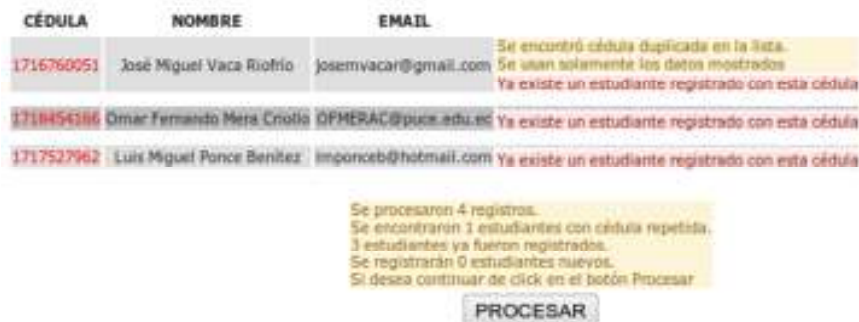 CÉDULA NOMBRE EMAIL
1716760051 José Miguel Vaca Riofrío josemvacar@gmail.com Se encontró cédula duplicada en la lista.
Se usan solamente los datos mostrados
Ya existe un estudiante registrado con esta cédula
1718454166 Omar Fernando Mera Criollo OFMERAC@puce.edu.ec Ya existe un estudiante registrado con esta cédula
1717527962 Luis Miguel Ponce Benítez lmponceb@hotmail.com Ya existe un estudiante registrado con esta cédula
Se procesaron 4 registros.
Se encontraron 1 estudiantes con cédula repetida.
3 estudiantes ya fueron registrados.
Se registrarán 0 estudiantes nuevos.
Si desea continuar de click en el botón Procesar
PROCESAR